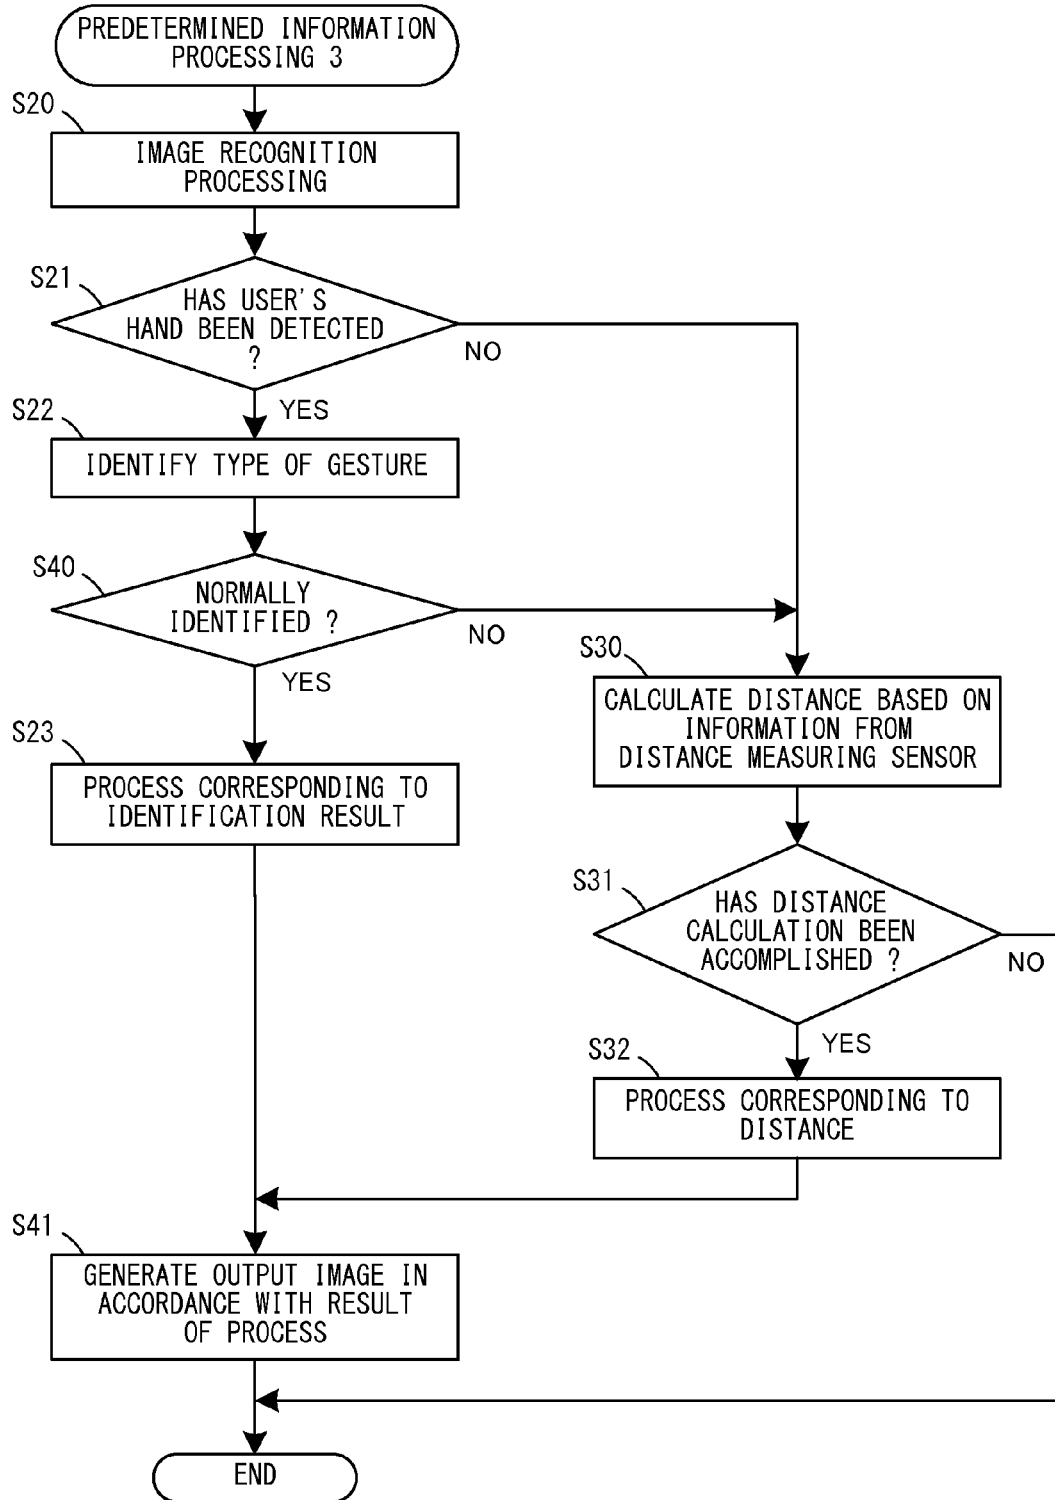 PREDETERMINED INFORMATION
PROCESSING 3
S20
IMAGE RECOGNITION
PROCESSING
S21
HAS USER'S
HAND BEEN DETECTED
?
NO
YES
S22
IDENTIFY TYPE OF GESTURE
S40
NORMALLY
IDENTIFIED ?
NO
YES
S23
PROCESS CORRESPONDING TO
IDENTIFICATION RESULT
S30
CALCULATE DISTANCE BASED ON
INFORMATION FROM
DISTANCE MEASURING SENSOR
S31
HAS DISTANCE
CALCULATION BEEN
ACCOMPLISHED ?
NO
YES
S32
PROCESS CORRESPONDING TO
DISTANCE
S41
GENERATE OUTPUT IMAGE IN
ACCORDANCE WITH RESULT
OF PROCESS
END